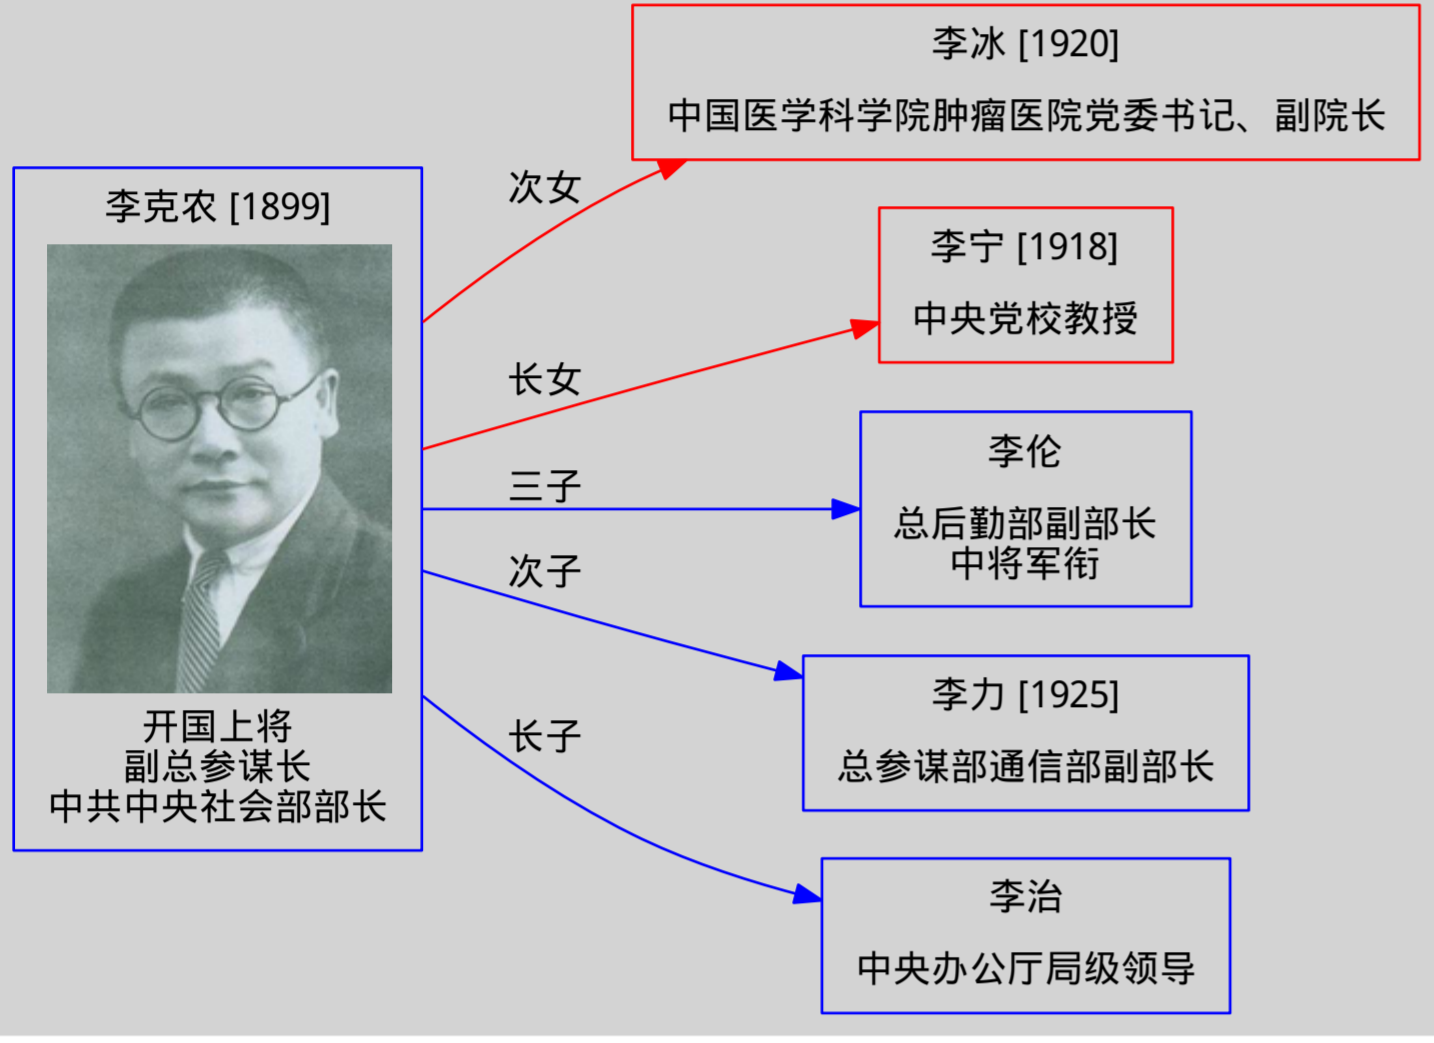 李克农 [1899]
开国上将
副总参谋长
中共中央社会部部长
次女
李冰 [1920]
中国医学科学院肿瘤医院党委书记、副院长
长女
李宁 [1918]
中央党校教授
三子
李伦
总后勤部副部长
中将军衔
次子
李力 [1925]
总参谋部通信部副部长
长子
李治
中央办公厅局级领导